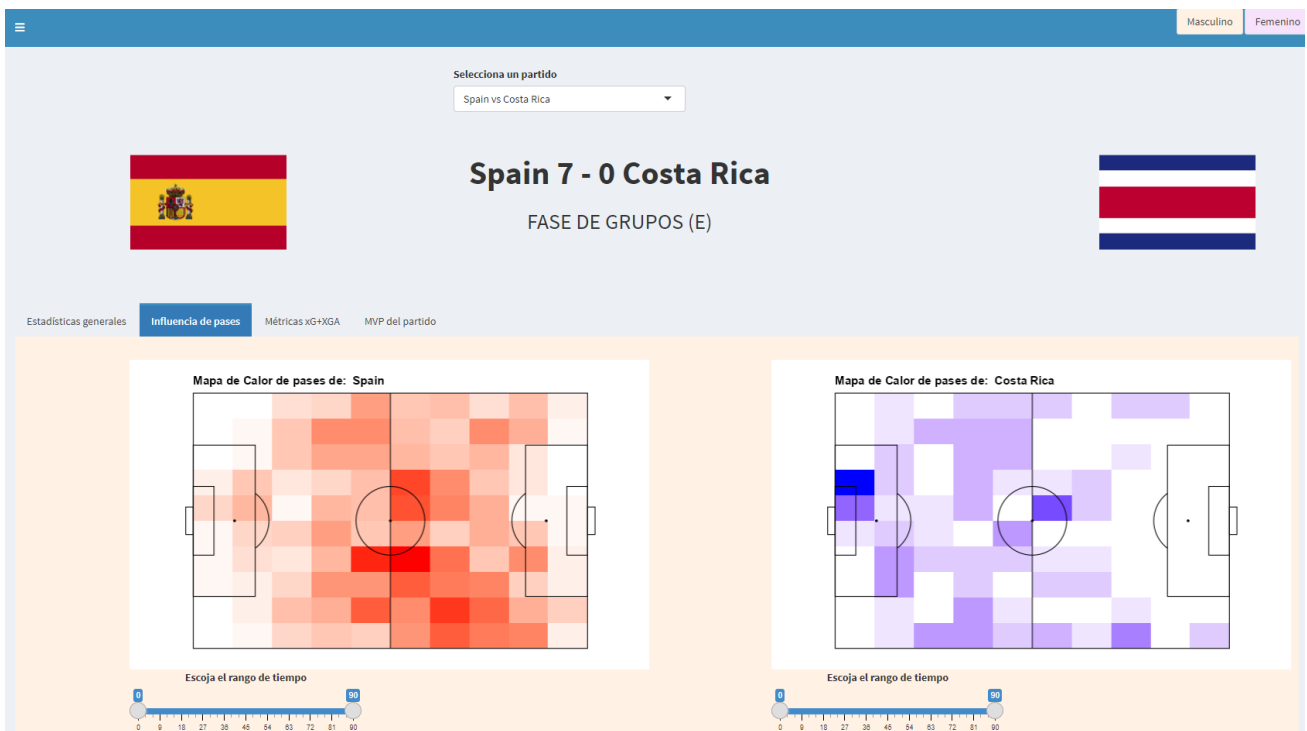 Masculino Femenino
Selecciona un partido
Spain vs Costa Rica
Spain 7 - 0 Costa Rica
FASE DE GRUPOS (E)
Estadísticas generales Influencia de pases Métricas xG+XGA MVP del partido
Mapa de Calor de pases de: Spain
Mapa de Calor de pases de: Costa Rica
Escoja el rango de tiempo
0 90
0 9 18 27 36 45 54 63 72 81 90
Escoja el rango de tiempo
0 90
0 9 18 27 36 45 54 63 72 81 90